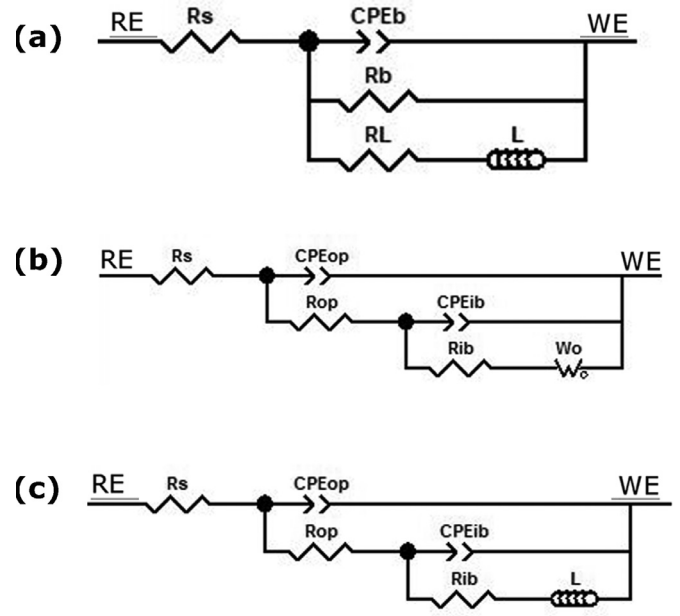 (a) RE Rs CPEb WE
Rb
RL L
(b) RE Rs CPEop WE
Rop CPEib
Rib Wo
(c) RE Rs CPEop WE
Rop CPEib
Rib L